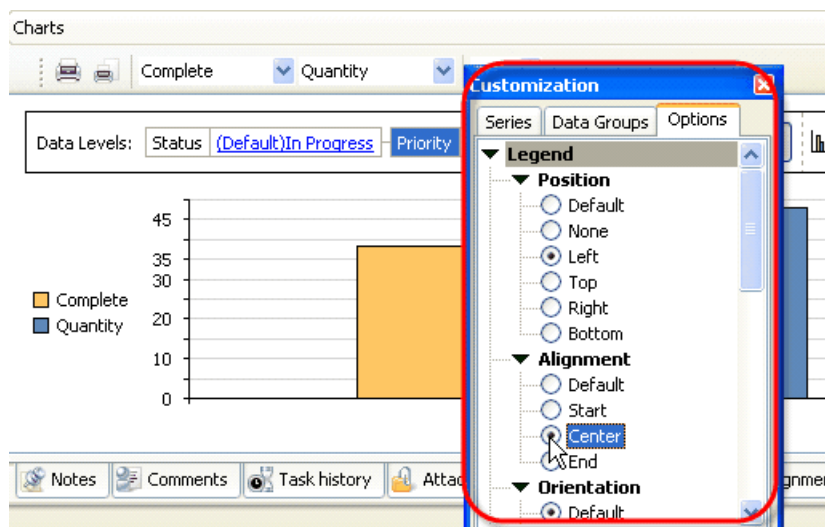 Charts
Complete Quantity
Customization
Series Data Groups Options
Data Levels: Status (Default)In Progress Priority
Legend
Position
Default
None
Left
Top
Right
Bottom
Alignment
Default
Start
Center
End
Orientation
Default
45
35
30
20
10
0
Complete
Quantity
Notes Comments Task history